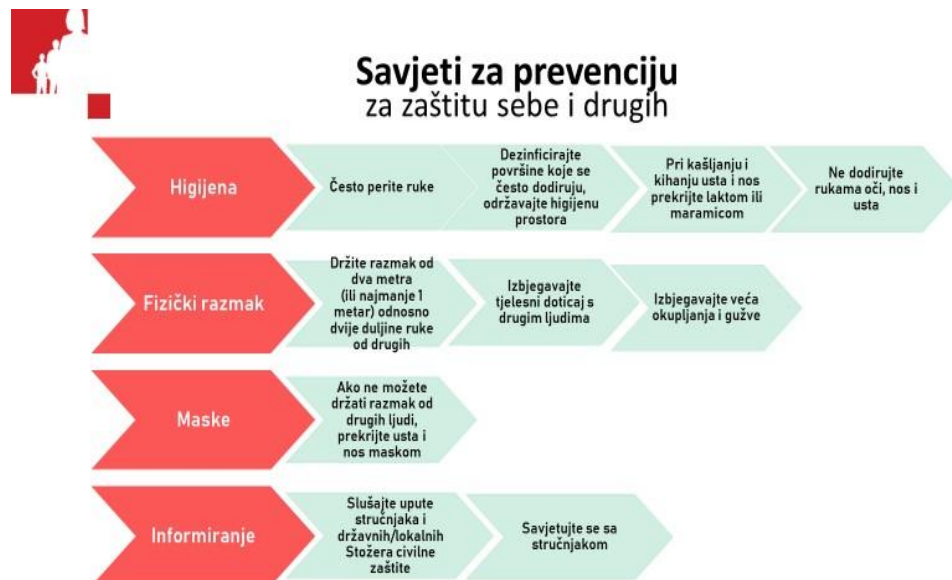 Savjeti za prevenciju
za zaštitu sebe i drugih
Higijena
Često perite ruke
Dezinficirajte
površine koje se
često dodiruju,
održavajte higijenu
prostora
Pri kašljanju i
kihanju usta i nos
prekrijte laktom ili
maramicom
Ne dodirujte
rukama oči, nos i
usta
Fizički razmak
Držite razmak od
dva metra
(ili najmanje 1
metar) odnosno
dvije duljine ruke
od drugih
Izbjegavajte
tjelesni doticaj s
drugim ljudima
Izbjegavajte veća
okupljanja i gužve
Maske
Ako ne možete
držati razmak od
drugih ljudi,
prekrijte usta i
nos maskom
Informiranje
Slušajte upute
stručnjaka i
državnih/lokalnih
Stožera civilne
zaštite
Savjetujte se sa
stručnjakom